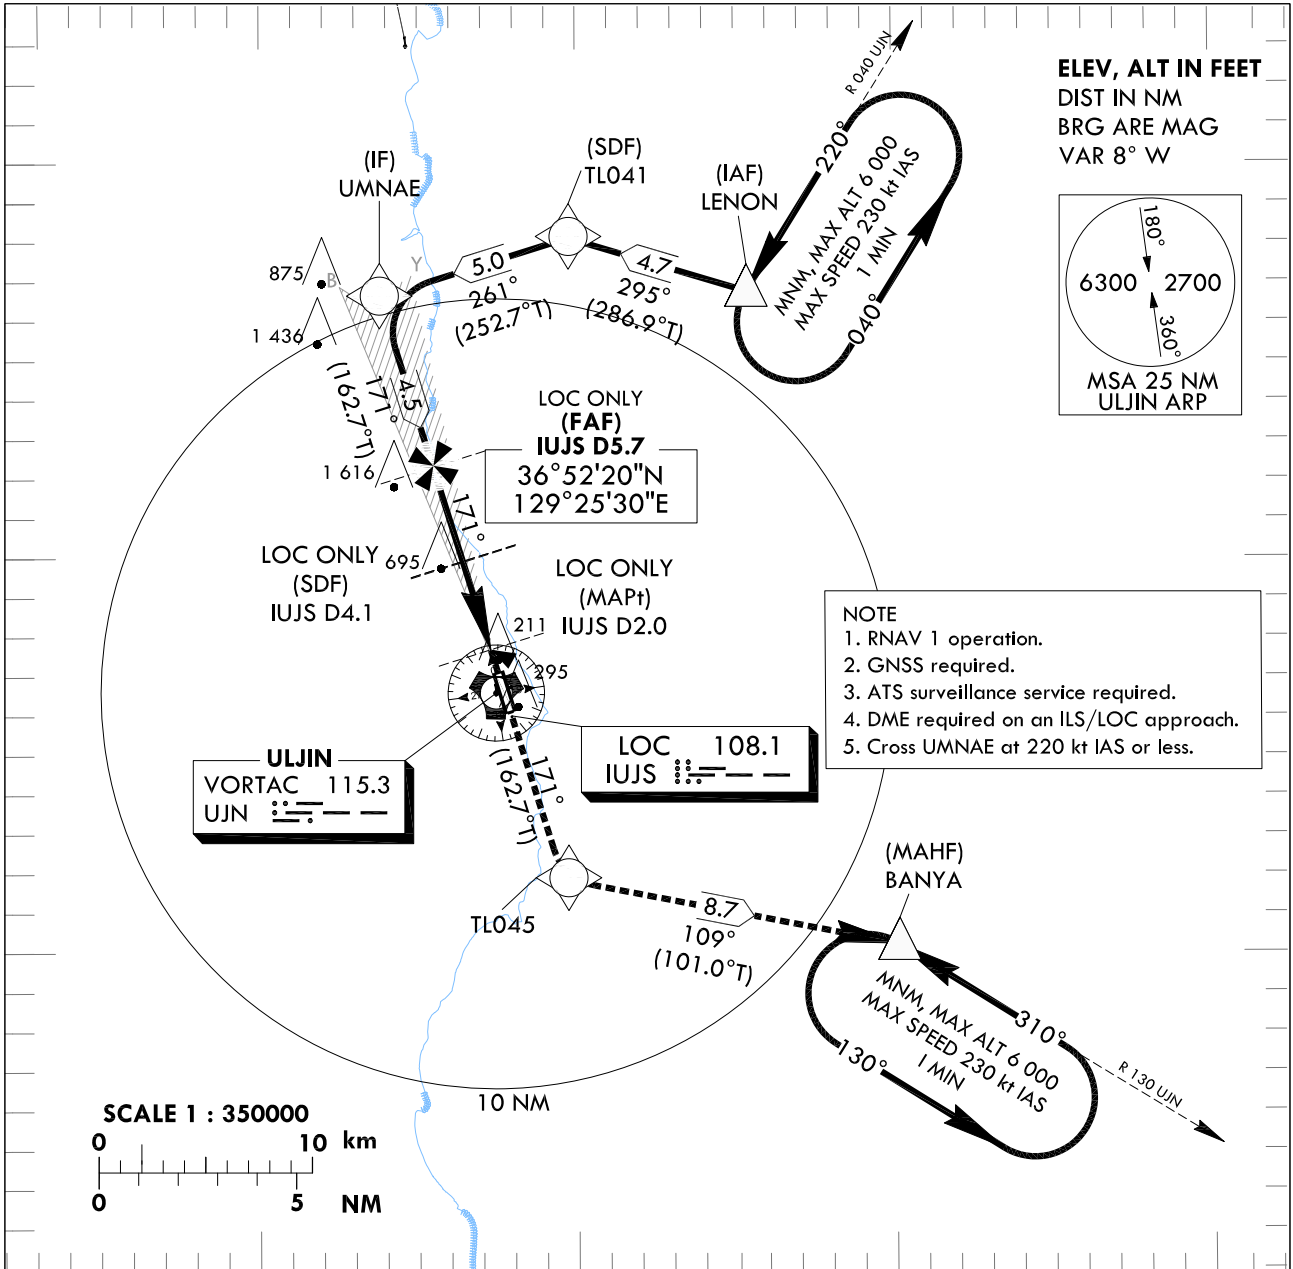 R 040 UJN
ELEV, ALT IN FEET
DIST IN NM
BRG ARE MAG
VAR 8° W
(IF)
UMNAE
(SDF)
TL041
(IAF)
LENON
220°
MNM, MAX ALT 6 000
MAX SPEED 230 kt IAS
1 MIN
040°
180°
6300
2700
360°
MSA 25 NM
ULJIN ARP
875
B
Y
5.0
261°
(252.7°T)
4.7
295°
(286.9°T)
1 436
171°
(162.7°T)
4.5
LOC ONLY
(FAF)
IUJS D5.7
36°52'20"N
129°25'30"E
1 616
171°
LOC ONLY
(SDF)
IUJS D4.1
695
LOC ONLY
(MAPt)
IUJS D2.0
211
295
NOTE
1. RNAV 1 operation.
2. GNSS required.
3. ATS surveillance service required.
4. DME required on an ILS/LOC approach.
5. Cross UMNAE at 220 kt IAS or less.
ULJIN
VORTAC 115.3
UJN
LOC 108.1
IUJS
171°
(162.7°T)
TL045
8.7
109°
(101.0°T)
(MAHF)
BANYA
310°
MNM, MAX ALT 6 000
MAX SPEED 230 kt IAS
1 MIN
130°
R 130 UJN
10 NM
SCALE 1 : 350000
0 10 km
0 5 NM